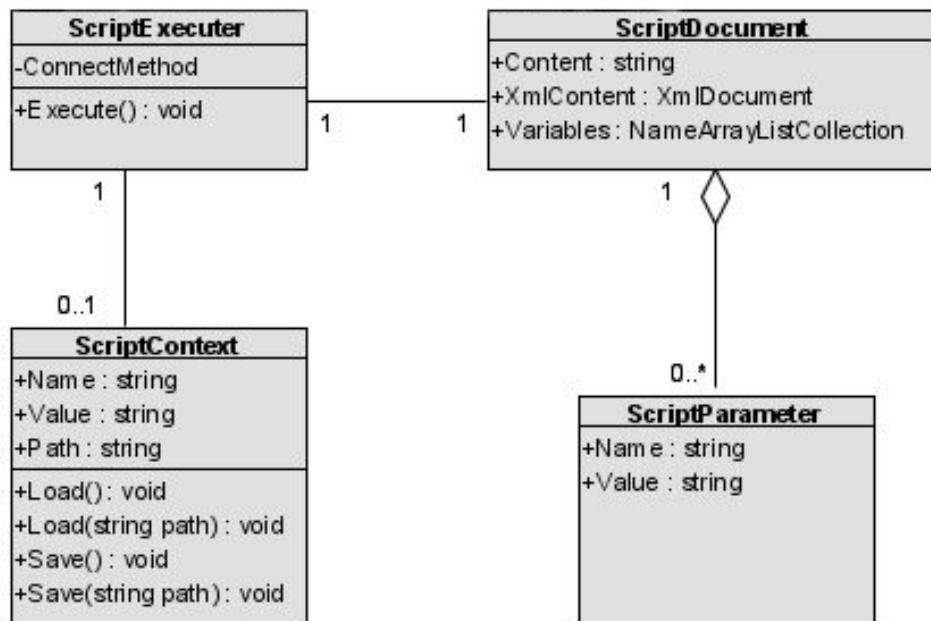 ScriptExecuter
-ConnectMethod
+Execute() : void
ScriptDocument
+Content : string
+XmlContent : XmlDocument
+Variables : NameArrayListCollection
1
1
1
1
0..1
0..*
ScriptContext
+Name : string
+Value : string
+Path : string
+Load() : void
+Load(string path) : void
+Save() : void
+Save(string path) : void
ScriptParameter
+Name : string
+Value : string